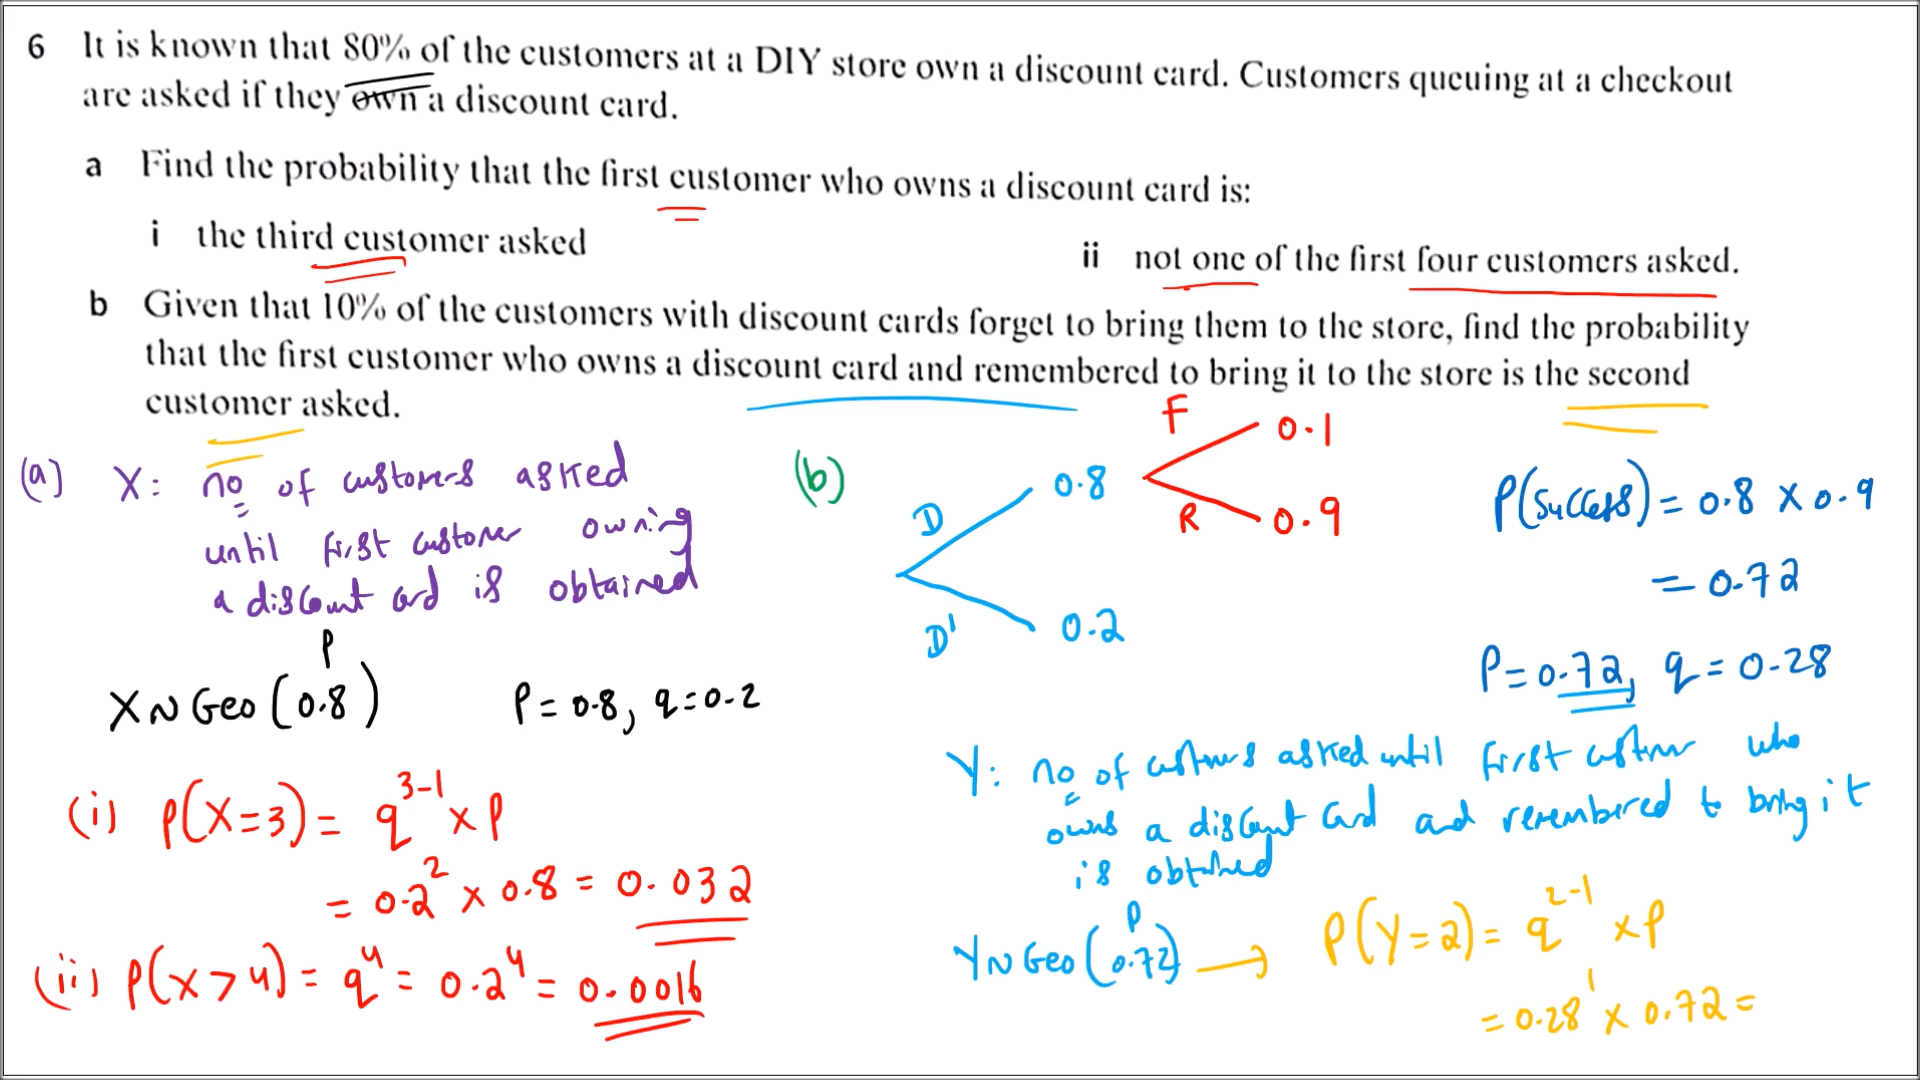 6 It is known that 80% of the customers at a DIY store own a discount card. Customers queuing at a checkout
are asked if they own a discount card.
a Find the probability that the first customer who owns a discount card is:
i the third customer asked
ii not one of the first four customers asked.
b Given that 10% of the customers with discount cards forget to bring them to the store, find the probability
that the first customer who owns a discount card and remembered to bring it to the store is the second
customer asked.
(a) X: no of customers asked
until first customer owning
a discount card is obtained
P
X ~ Geo(0.8) P = 0.8, q = 0.2
(i) P(X=3) = q^{3-1} × P
= 0.2^2 × 0.8 = 0.032
(ii) P(X>4) = q^4 = 0.2^4 = 0.0016
(b)
D 0.8
D' 0.2
F 0.1
R 0.9
P(success) = 0.8 × 0.9
= 0.72
P = 0.72, q = 0.28
Y: no of customers asked until first customer who
owns a discount card and remembered to bring it
is obtained
P
Y ~ Geo(0.72) → P(Y=2) = q^{2-1} × P
= 0.28^1 × 0.72 =